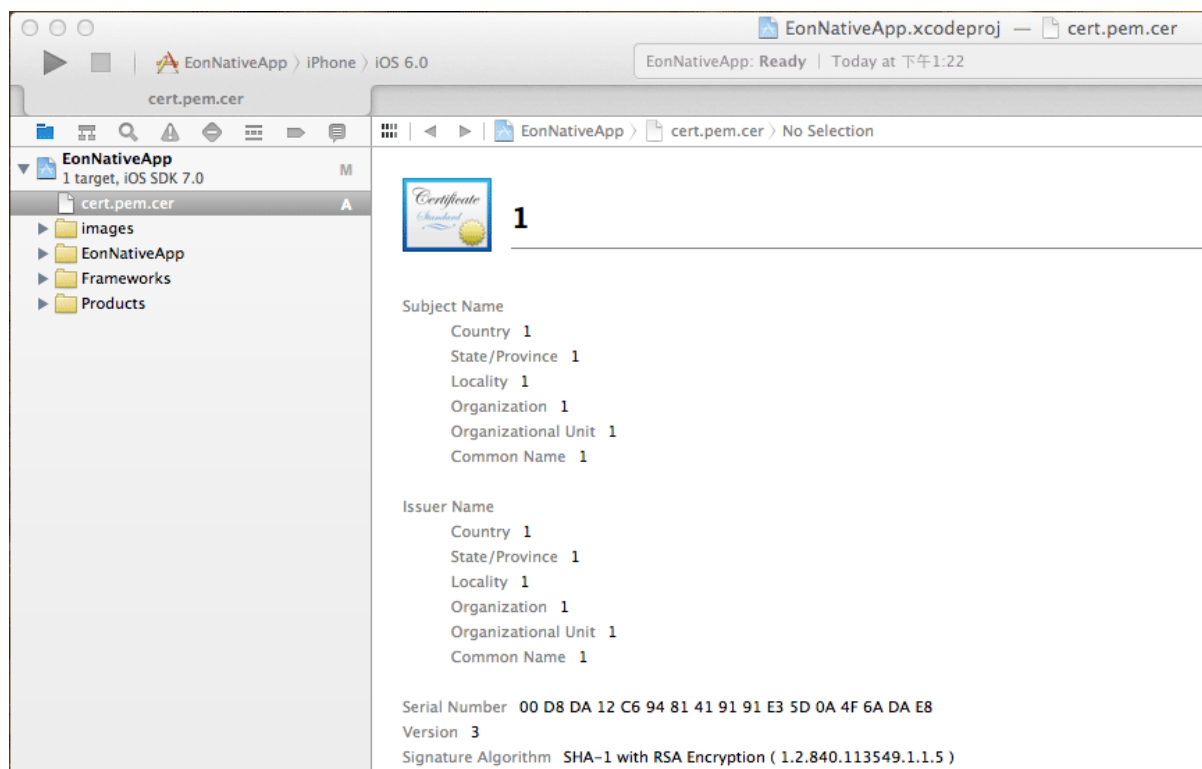 EonNativeApp.xcodeproj — cert.pem.cer
EonNativeApp 〉 iPhone 〉 iOS 6.0
EonNativeApp: Ready | Today at 下午1:22
cert.pem.cer
EonNativeApp 〉 cert.pem.cer 〉 No Selection
EonNativeApp
1 target, iOS SDK 7.0
M
cert.pem.cer
A
images
EonNativeApp
Frameworks
Products
Certificate
Standard
1
Subject Name
Country 1
State/Province 1
Locality 1
Organization 1
Organizational Unit 1
Common Name 1
Issuer Name
Country 1
State/Province 1
Locality 1
Organization 1
Organizational Unit 1
Common Name 1
Serial Number 00 D8 DA 12 C6 94 81 41 91 91 E3 5D 0A 4F 6A DA E8
Version 3
Signature Algorithm SHA-1 with RSA Encryption ( 1.2.840.113549.1.1.5 )